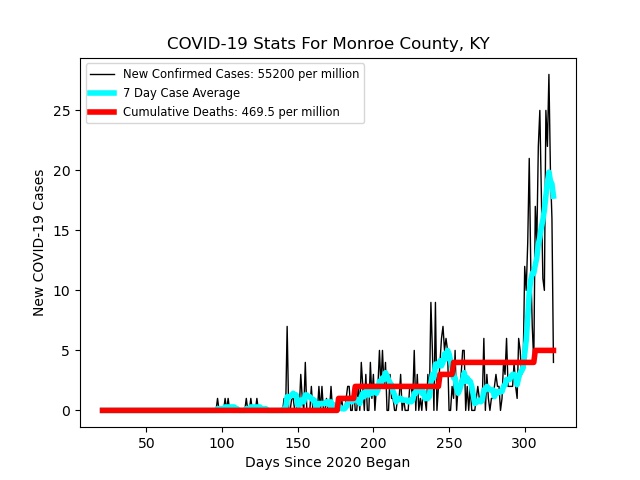 COVID-19 Stats For Monroe County, KY
New Confirmed Cases: 55200 per million
7 Day Case Average
Cumulative Deaths: 469.5 per million
New COVID-19 Cases
25
20
15
10
5
0
50 100 150 200 250 300
Days Since 2020 Began